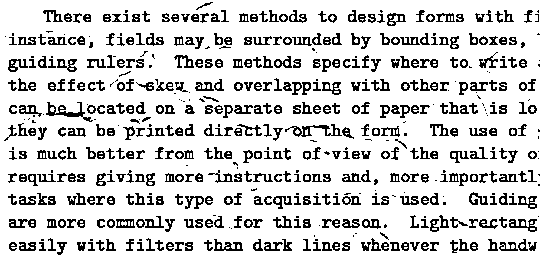 There exist several methods to design forms with fi
instance, fields may be surrounded by bounding boxes,
guiding rulers. These methods specify where to write
the effect of skew and overlapping with other parts of
can be located on a separate sheet of paper that is lo
they can be printed directly on the form. The use of
is much better from the point of view of the quality o
requires giving more instructions and, more importantly
tasks where this type of acquisition is used. Guiding
are more commonly used for this reason. Light rectang
easily with filters than dark lines whenever the handw